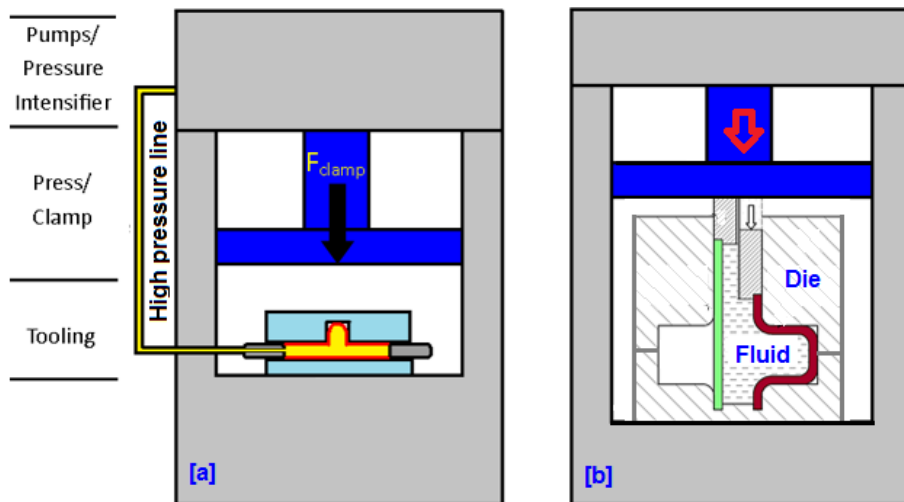 Pumps/
Pressure
Intensifier
Press/
Clamp
Tooling
High pressure line
Fclamp
[a]
Die
Fluid
[b]